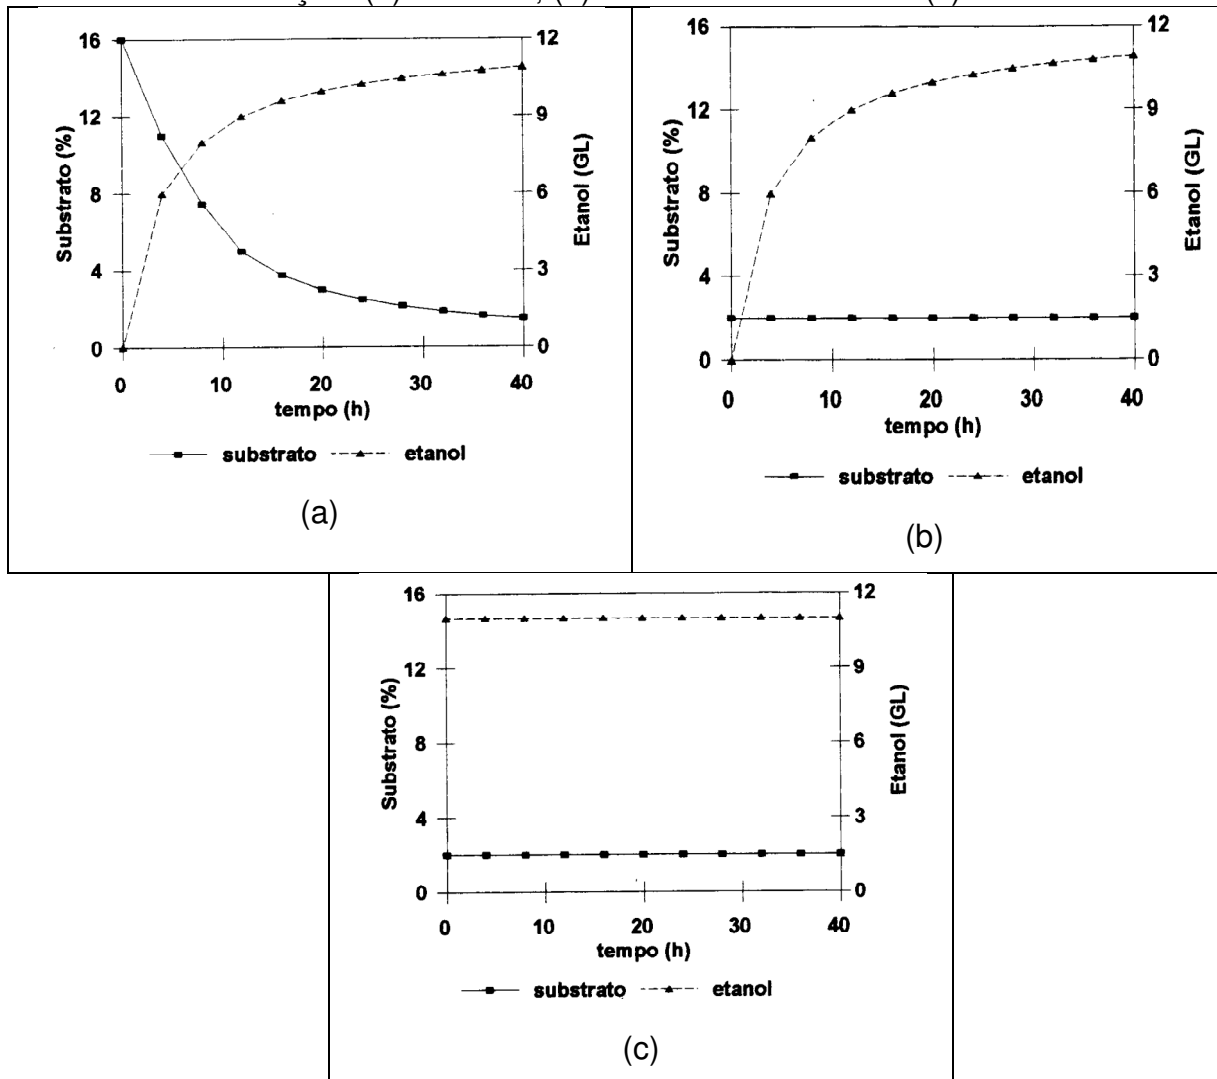 16
12
8
4
0
Substrato (%)
12
9
6
3
0
Etanol (GL)
0 10 20 30 40
tempo (h)
substrato etanol
(a)
16
12
8
4
0
Substrato (%)
12
9
6
3
0
Etanol (GL)
0 10 20 30 40
tempo (h)
substrato etanol
(b)
16
12
8
4
0
Substrato (%)
12
9
6
3
0
Etanol (GL)
0 10 20 30 40
tempo (h)
substrato etanol
(c)